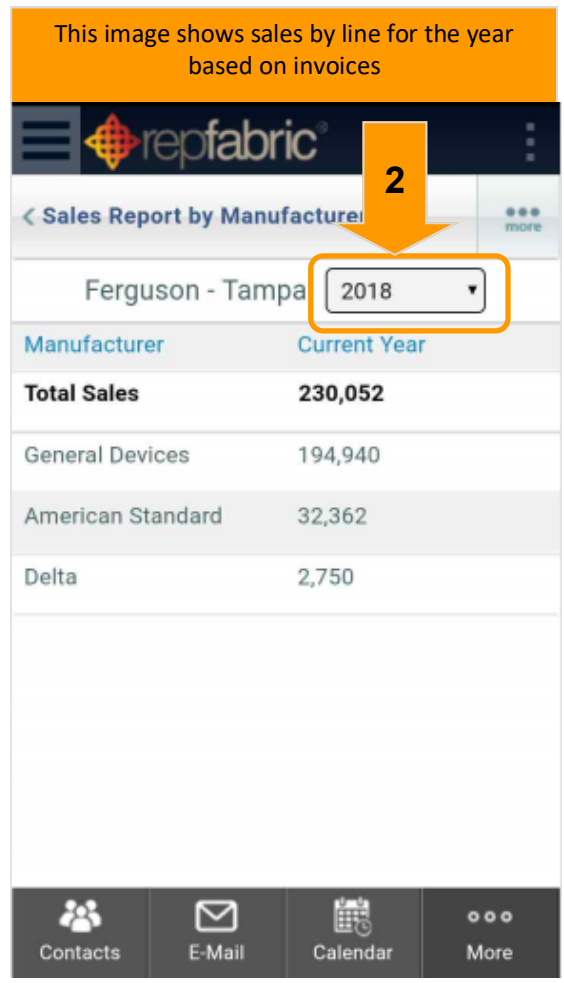 This image shows sales by line for the year
based on invoices
repfabric®
2
< Sales Report by Manufacturer
more
Ferguson - Tampa 2018
Manufacturer Current Year
Total Sales 230,052
General Devices 194,940
American Standard 32,362
Delta 2,750
Contacts E-Mail Calendar More